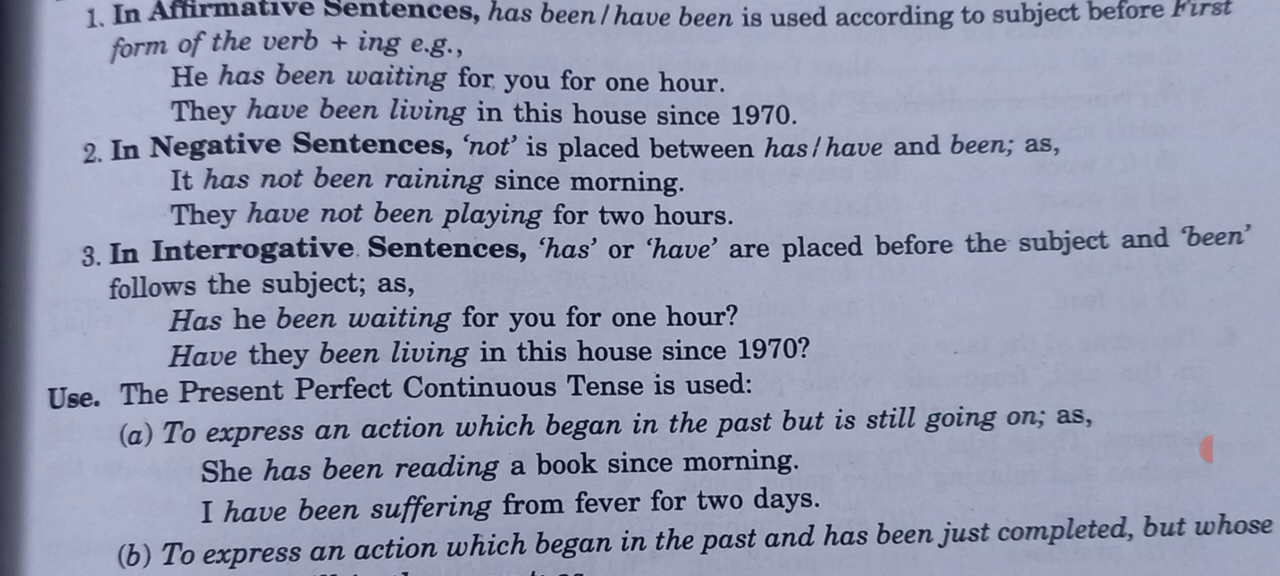 1. In Affirmative Sentences, has been / have been is used according to subject before First
form of the verb + ing e.g.,
He has been waiting for you for one hour.
They have been living in this house since 1970.
2. In Negative Sentences, ‘not’ is placed between has / have and been; as,
It has not been raining since morning.
They have not been playing for two hours.
3. In Interrogative Sentences, ‘has’ or ‘have’ are placed before the subject and ‘been’
follows the subject; as,
Has he been waiting for you for one hour?
Have they been living in this house since 1970?
Use. The Present Perfect Continuous Tense is used:
(a) To express an action which began in the past but is still going on; as,
She has been reading a book since morning.
I have been suffering from fever for two days.
(b) To express an action which began in the past and has been just completed, but whose